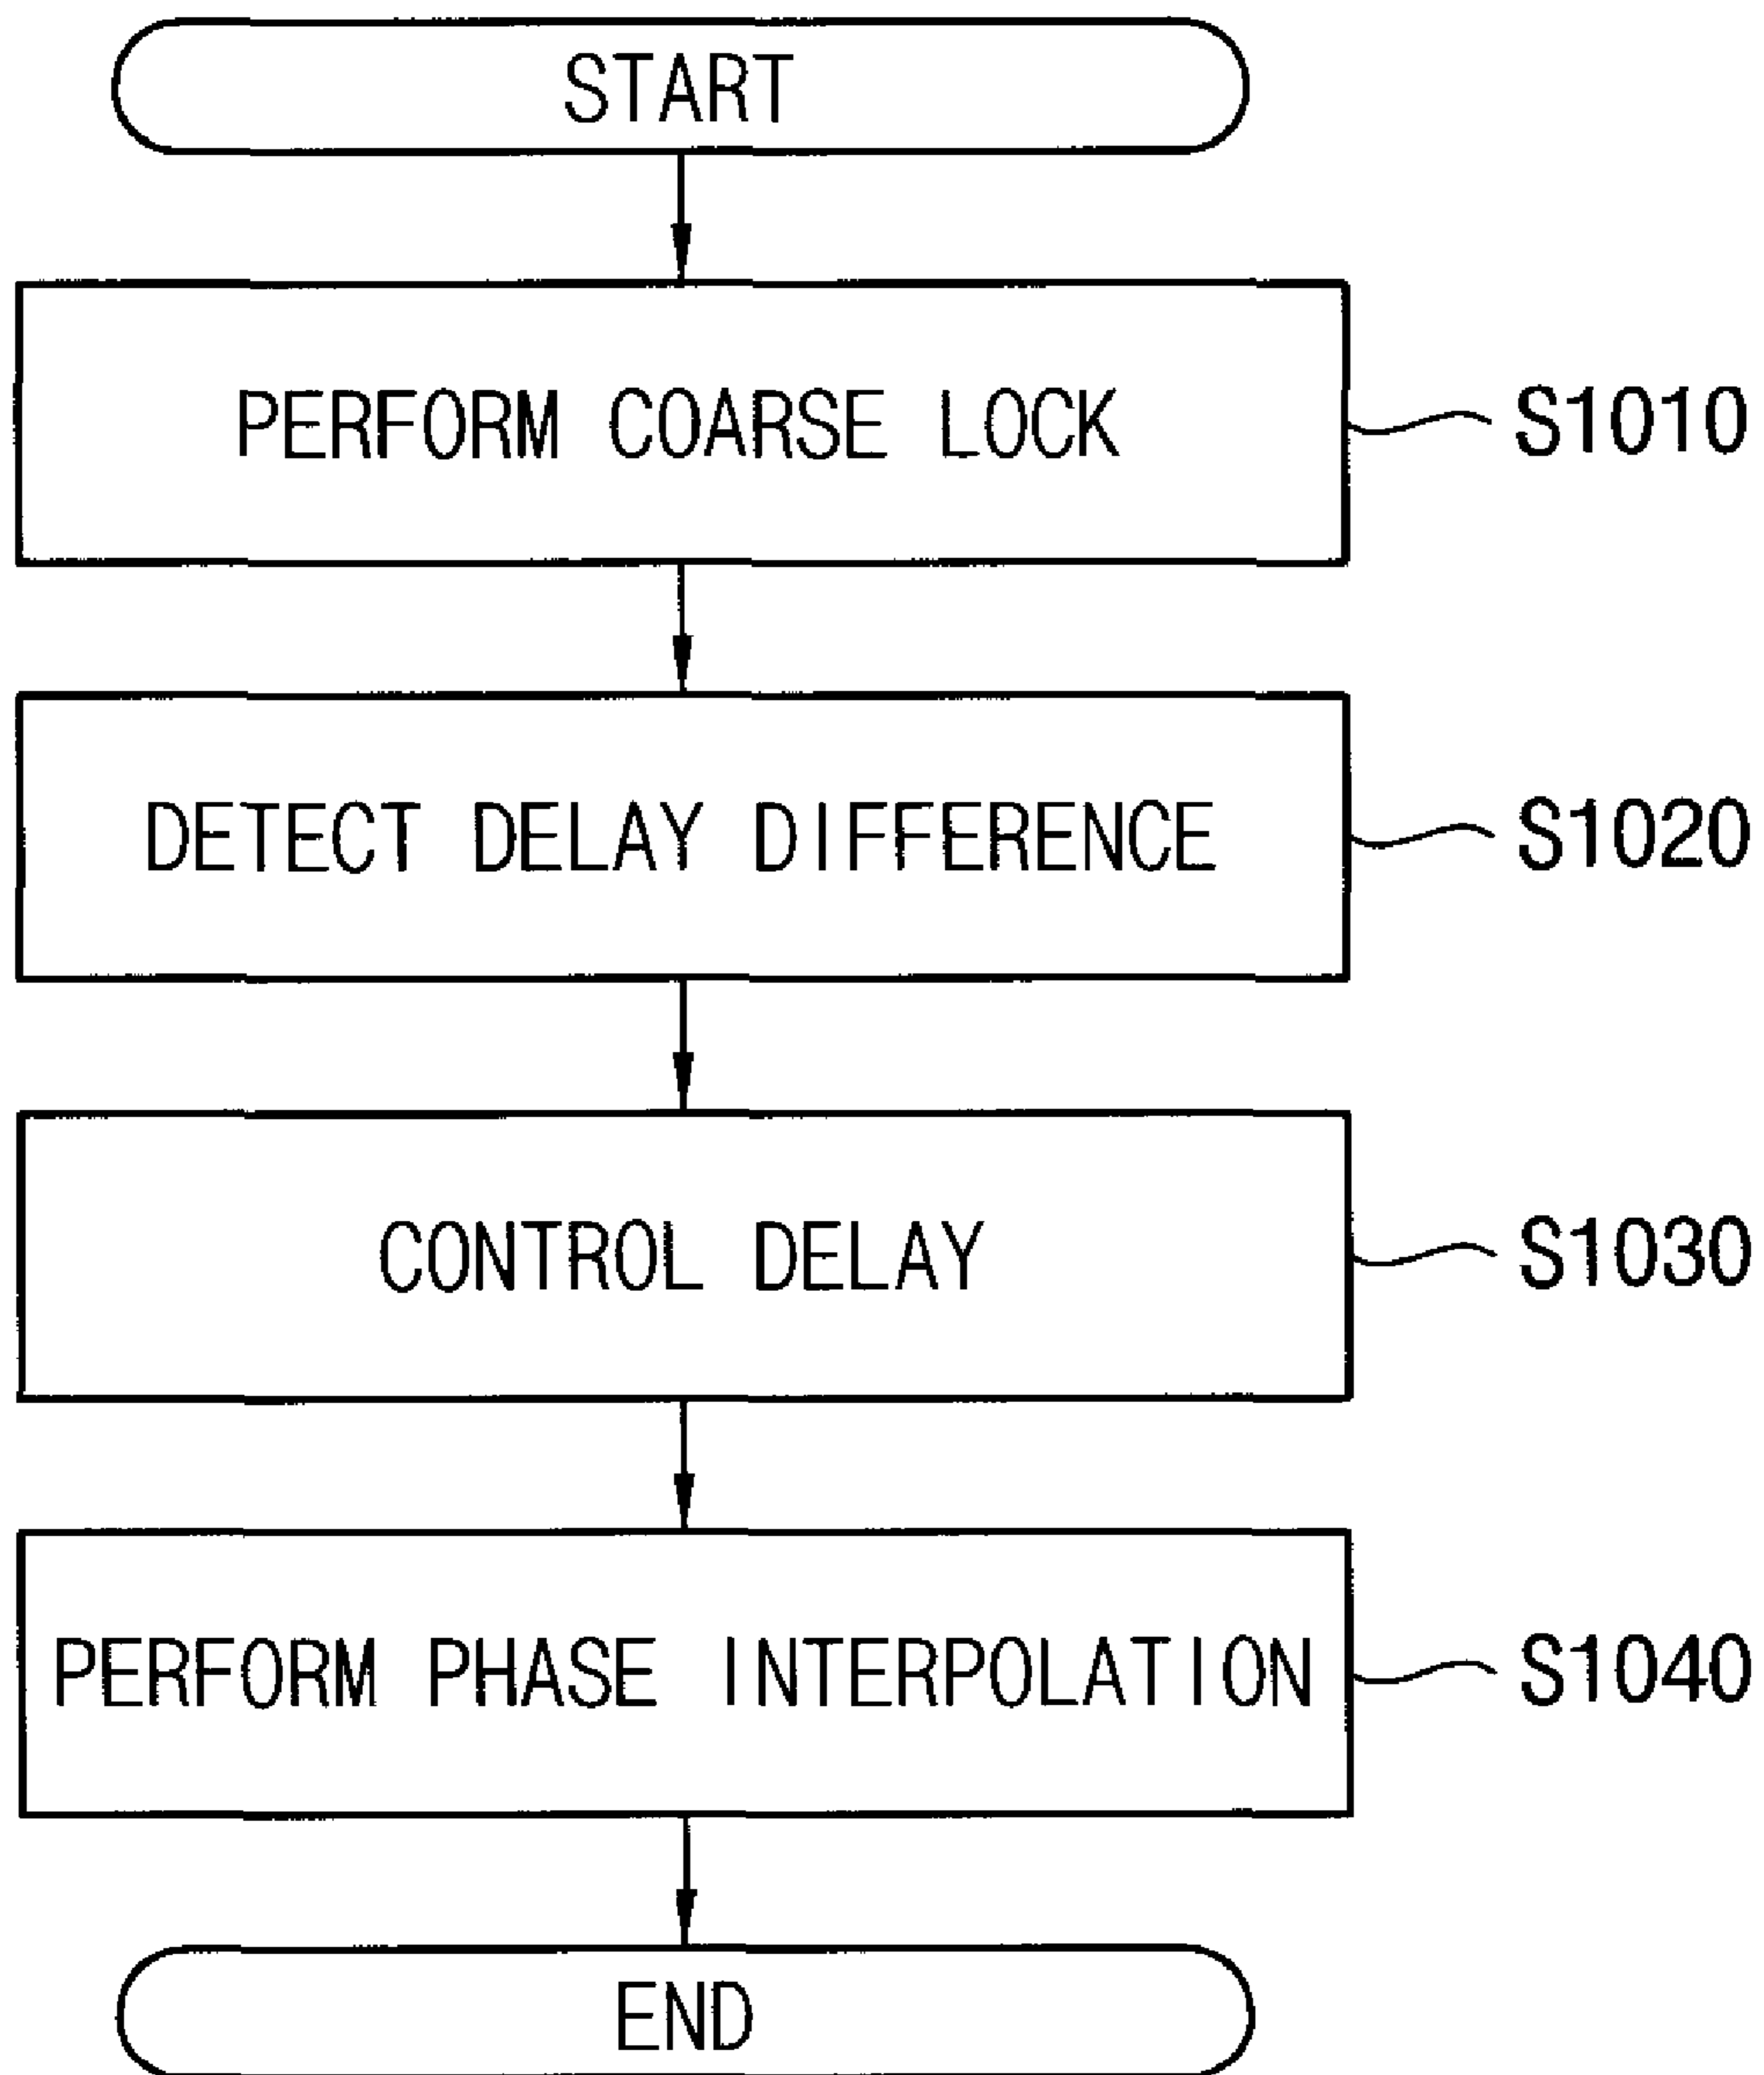 START
PERFORM COARSE LOCK
S1010
DETECT DELAY DIFFERENCE
S1020
CONTROL DELAY
S1030
PERFORM PHASE INTERPOLATION
S1040
END